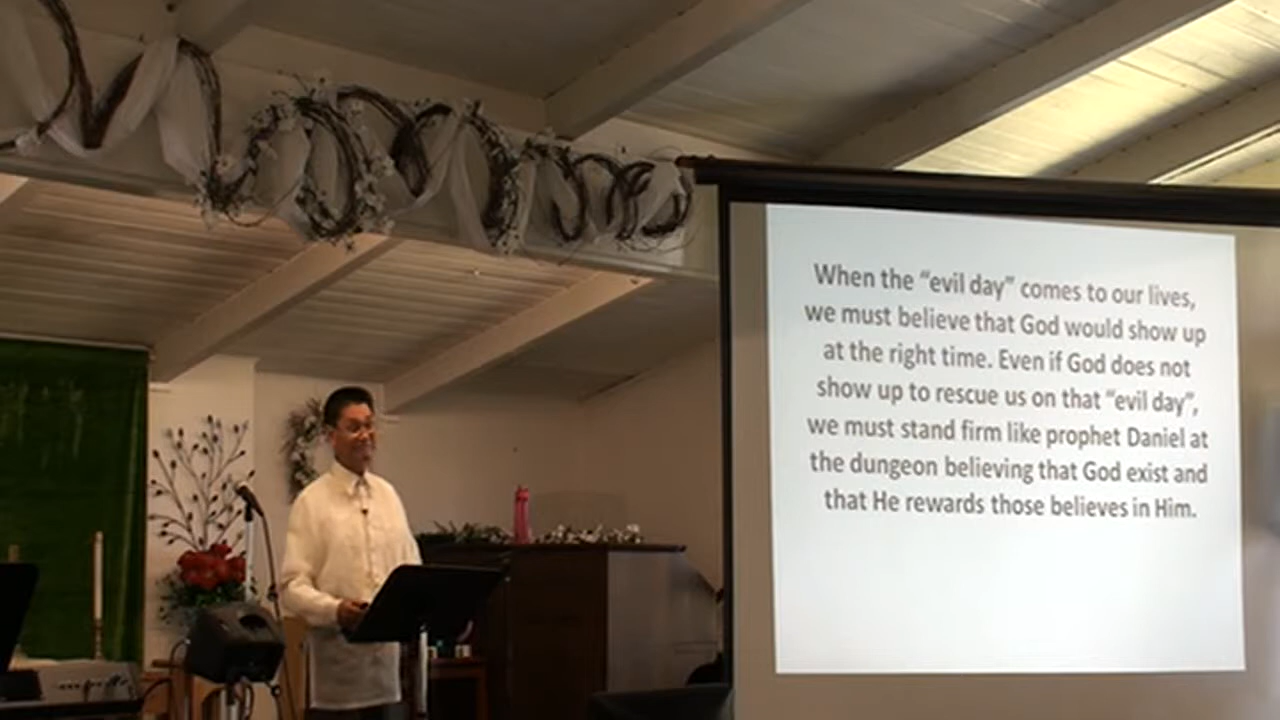 When the “evil day” comes to our lives,
we must believe that God would show up
at the right time. Even if God does not
show up to rescue us on that “evil day”,
we must stand firm like prophet Daniel at
the dungeon believing that God exist and
that He rewards those believes in Him.